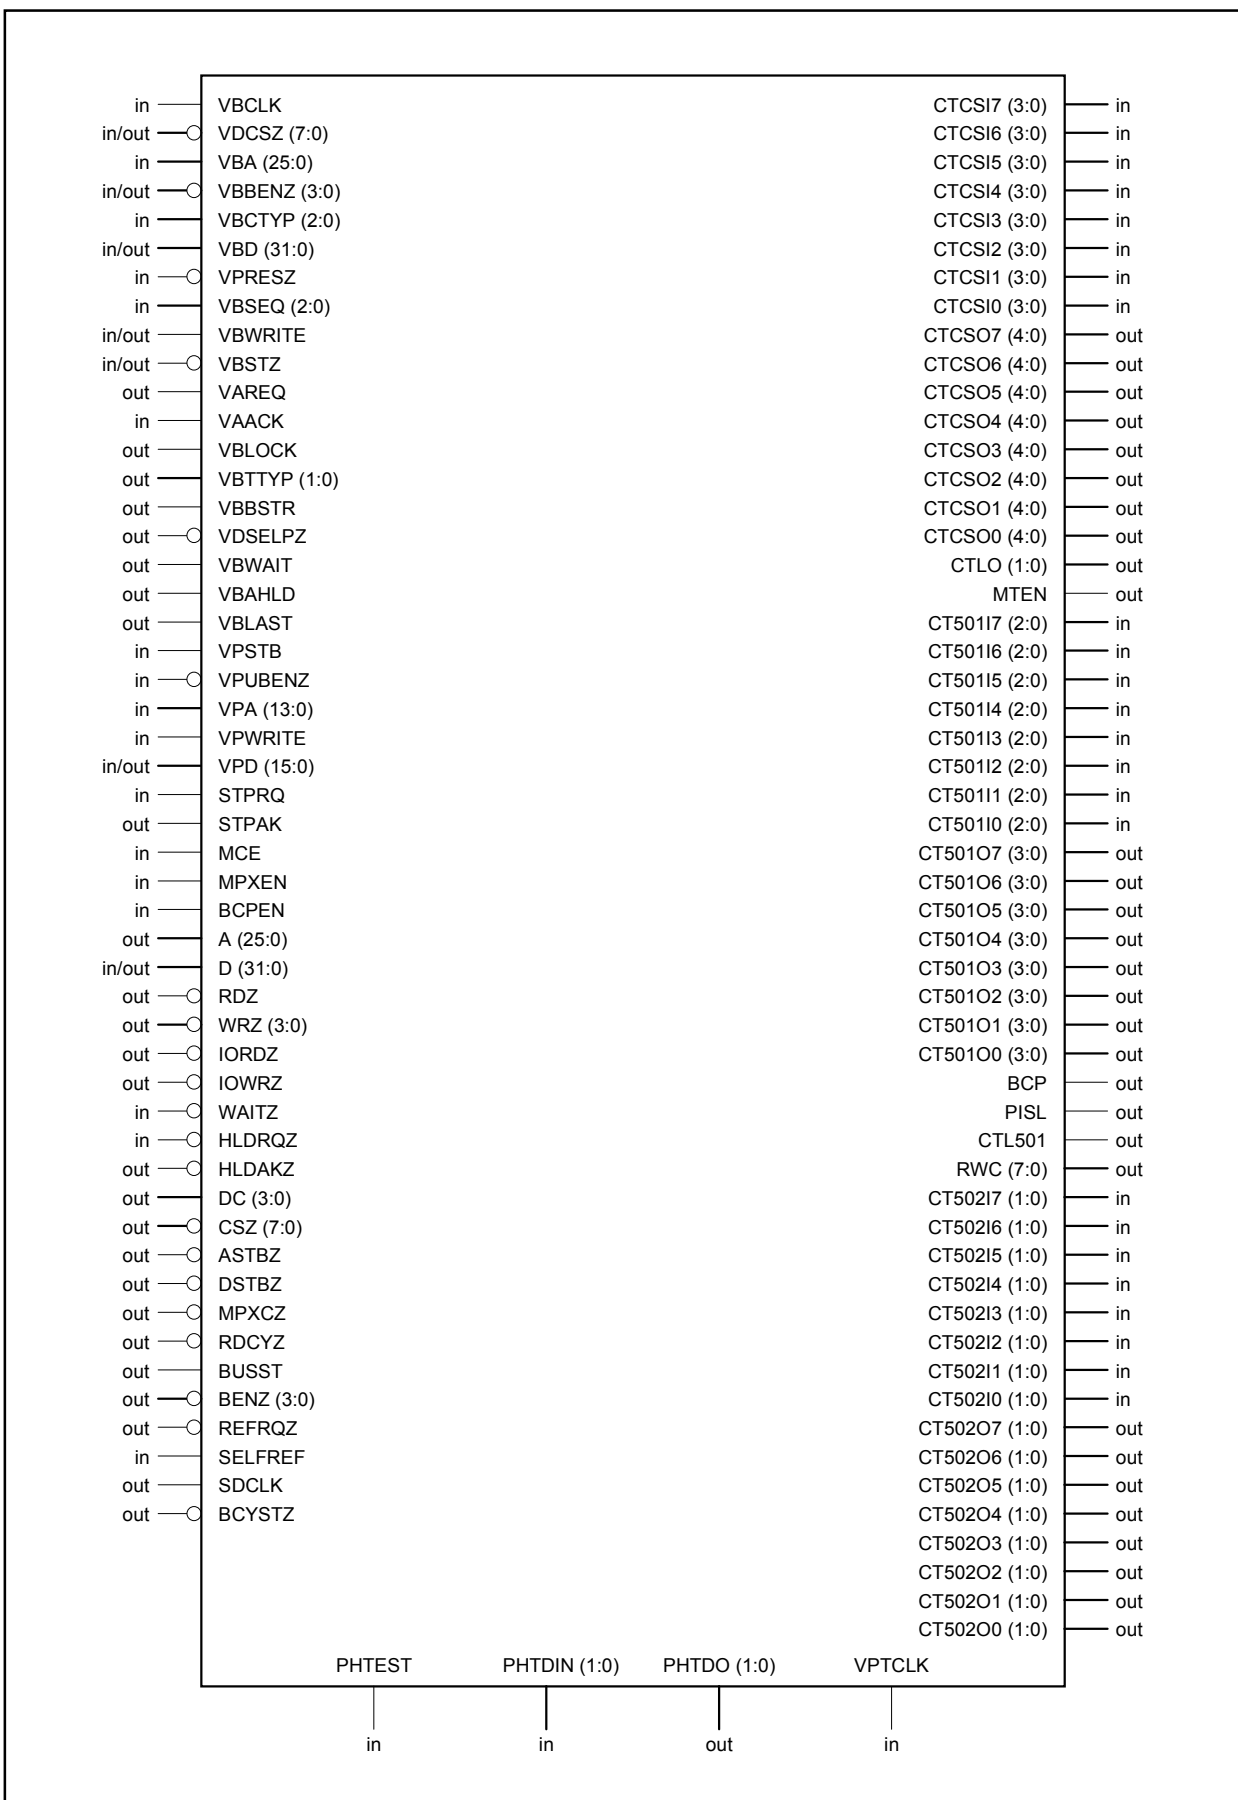 in VBCLK CTCSI7 (3:0) in
in/out VDCSZ (7:0) CTCSI6 (3:0) in
in VBA (25:0) CTCSI5 (3:0) in
in/out VBBENZ (3:0) CTCSI4 (3:0) in
in VBCTYP (2:0) CTCSI3 (3:0) in
in/out VBD (31:0) CTCSI2 (3:0) in
in VPRESZ CTCSI1 (3:0) in
in VBSEQ (2:0) CTCSI0 (3:0) in
in/out VBWRITE CTCSO7 (4:0) out
in/out VBSTZ CTCSO6 (4:0) out
out VAREQ CTCSO5 (4:0) out
in VAACK CTCSO4 (4:0) out
out VBLOCK CTCSO3 (4:0) out
out VBTTYP (1:0) CTCSO2 (4:0) out
out VBBSTR CTCSO1 (4:0) out
out VDSELPZ CTCSO0 (4:0) out
out VBWAIT CTLO (1:0) out
out VBAHLD MTEN out
out VBLAST CT501I7 (2:0) in
in VPSTB CT501I6 (2:0) in
in VPUBENZ CT501I5 (2:0) in
in VPA (13:0) CT501I4 (2:0) in
in VPWRITE CT501I3 (2:0) in
in/out VPD (15:0) CT501I2 (2:0) in
in STPRQ CT501I1 (2:0) in
out STPAK CT501I0 (2:0) in
in MCE CT501O7 (3:0) out
in MPXEN CT501O6 (3:0) out
in BCPEN CT501O5 (3:0) out
out A (25:0) CT501O4 (3:0) out
in/out D (31:0) CT501O3 (3:0) out
out RDZ CT501O2 (3:0) out
out WRZ (3:0) CT501O1 (3:0) out
out IORDZ CT501O0 (3:0) out
out IOWRZ BCP out
in WAITZ PISL out
in HLDRQZ CTL501 out
out HLDAKZ RWC (7:0) out
out DC (3:0) CT502I7 (1:0) in
out CSZ (7:0) CT502I6 (1:0) in
out ASTBZ CT502I5 (1:0) in
out DSTBZ CT502I4 (1:0) in
out MPXCZ CT502I3 (1:0) in
out RDCYZ CT502I2 (1:0) in
out BUSST CT502I1 (1:0) in
out BENZ (3:0) CT502I0 (1:0) in
out REFRQZ CT502O7 (1:0) out
in SELFREF CT502O6 (1:0) out
out SDCLK CT502O5 (1:0) out
out BCYSTZ CT502O4 (1:0) out
CT502O3 (1:0) out
CT502O2 (1:0) out
CT502O1 (1:0) out
CT502O0 (1:0) out
PHTEST PHTDIN (1:0) PHTDO (1:0) VPTCLK
in in out in